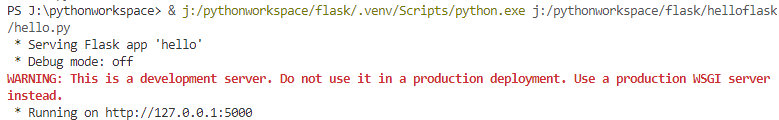 PS J:\pythonworkspace> & j:/pythonworkspace/flask/.venv/Scripts/python.exe j:/pythonworkspace/flask/helloflask
/hello.py
 * Serving Flask app 'hello'
 * Debug mode: off
WARNING: This is a development server. Do not use it in a production deployment. Use a production WSGI server
instead.
 * Running on http://127.0.0.1:5000